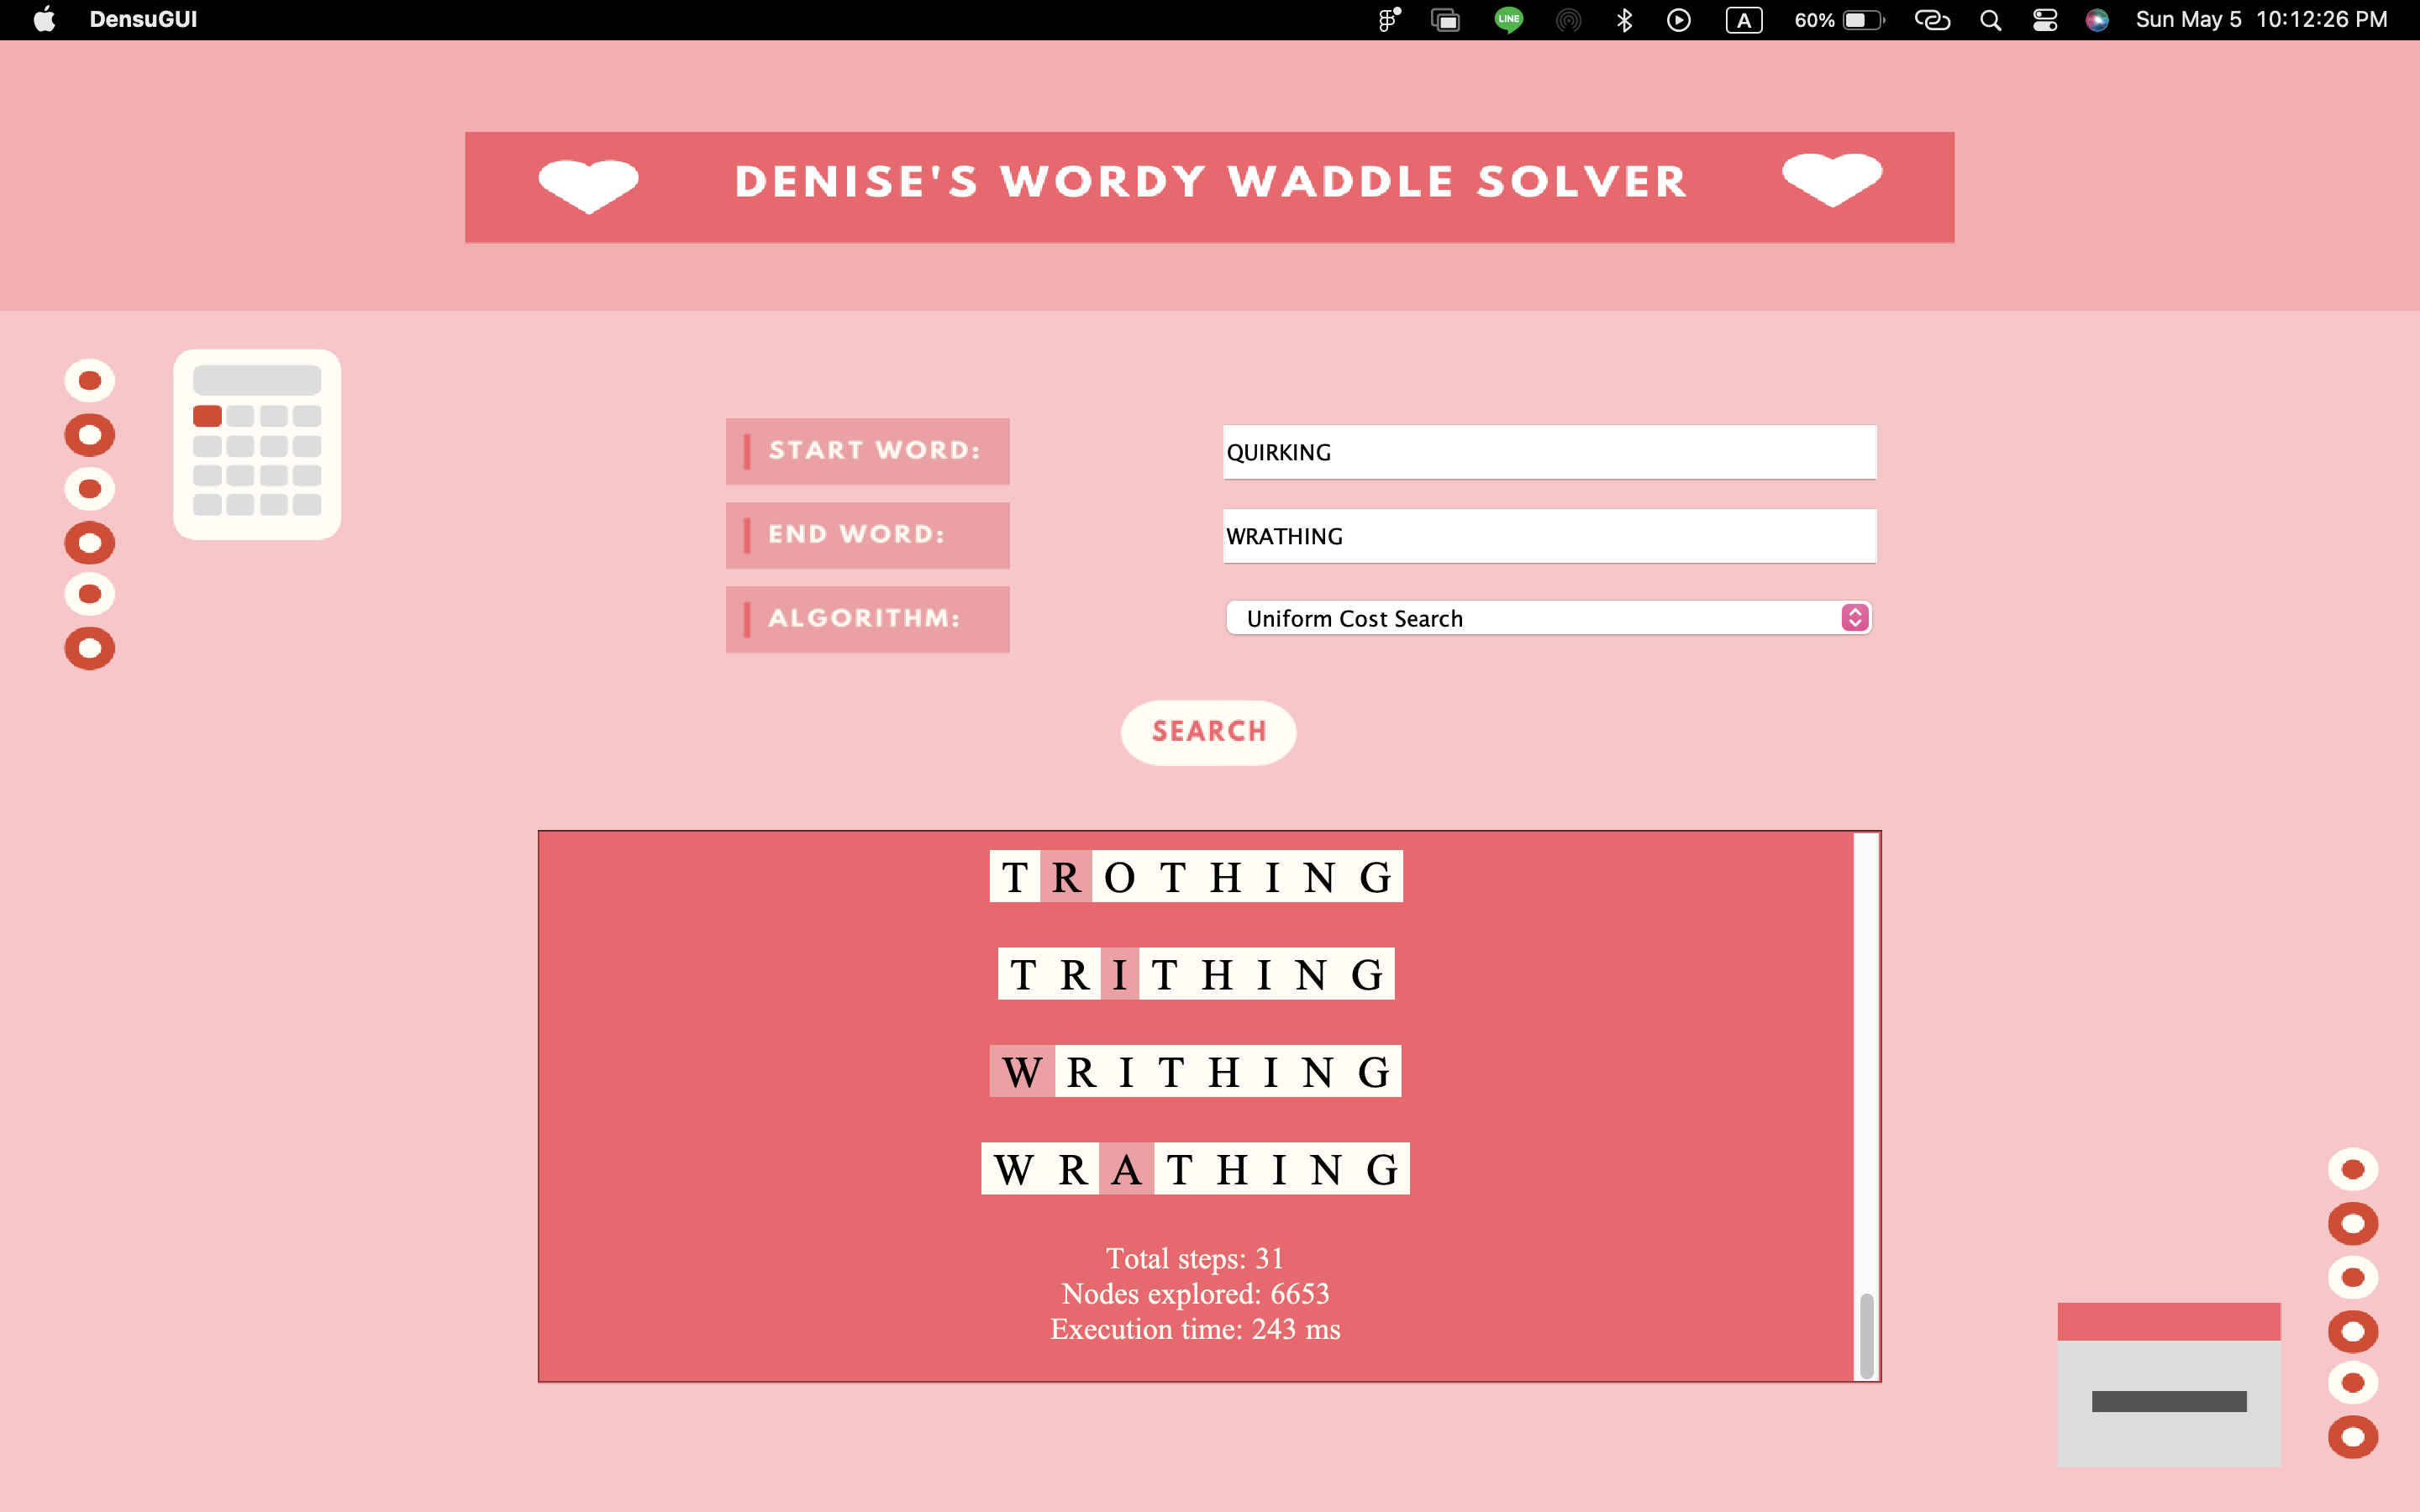 DensuGUI LINE A 60% Sun May 5 10:12:26 PM
DENISE'S WORDY WADDLE SOLVER
START WORD: QUIRKING
END WORD: WRATHING
ALGORITHM: Uniform Cost Search
SEARCH
T R O T H I N G
T R I T H I N G
W R I T H I N G
W R A T H I N G
Total steps: 31
Nodes explored: 6653
Execution time: 243 ms